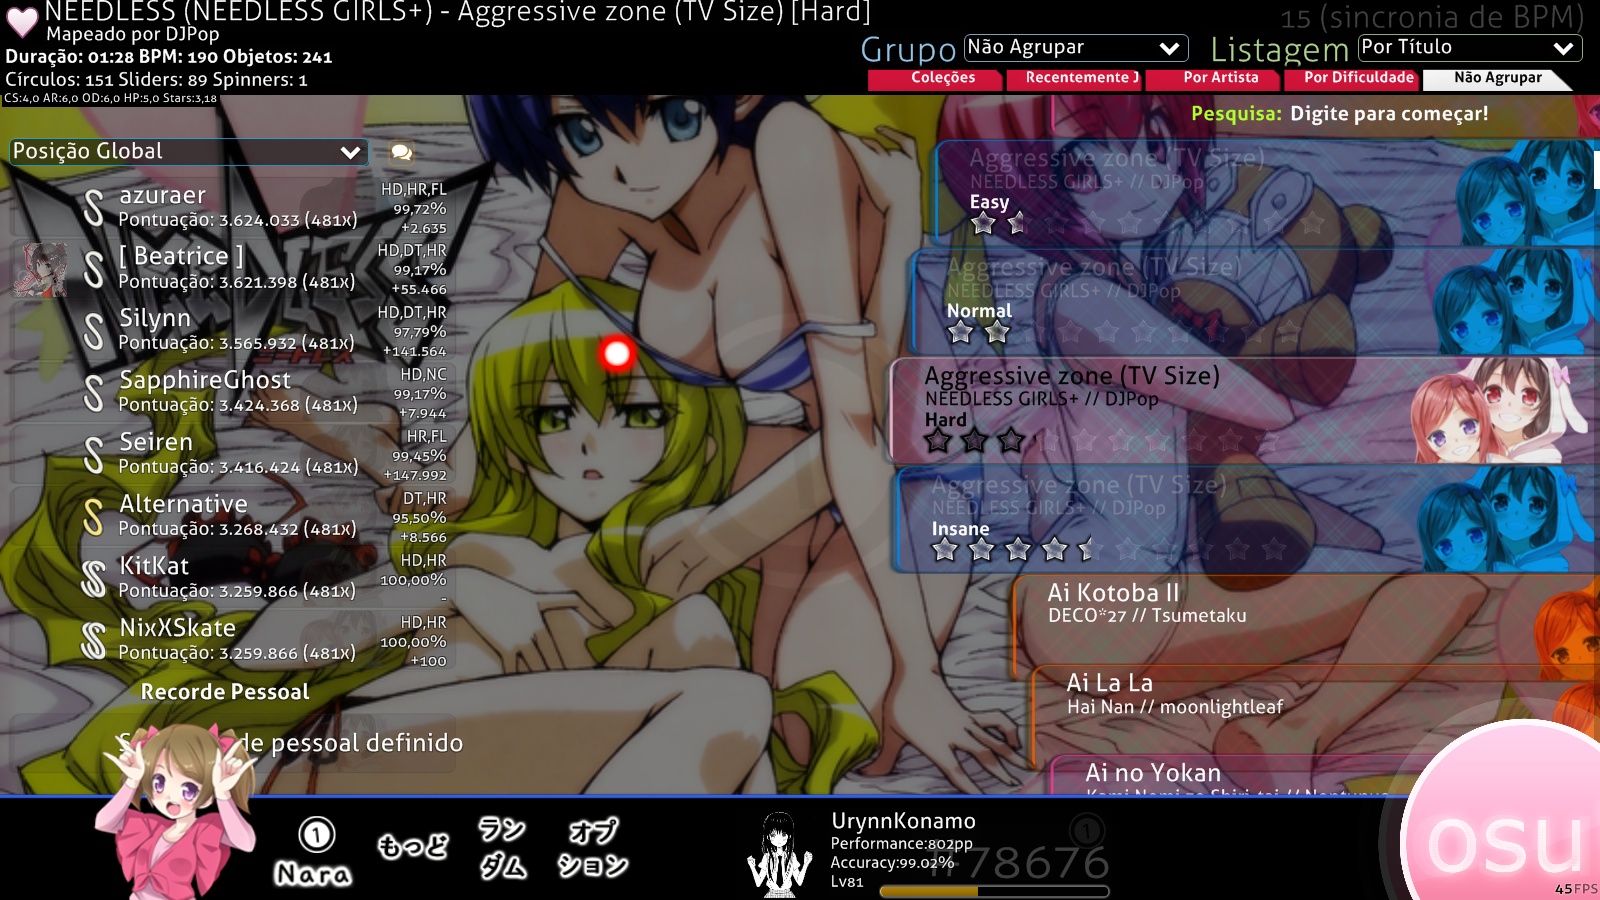 NEEDLESS (NEEDLESS GIRLS+) - Aggressive zone (TV Size) [Hard]
Mapeado por DJPop
Duração: 01:28 BPM: 190 Objetos: 241
Círculos: 151 Sliders: 89 Spinners: 1
CS:4,0 AR:6,0 OD:6,0 HP:5,0 Stars:3,18
15 (sincronia de BPM)
Grupo Não Agrupar Listagem Por Título
Coleções Recentemente J Por Artista Por Dificuldade Não Agrupar
Pesquisa: Digite para começar!
Posição Global
azuraer HD,HR,FL
Pontuação: 3.624.033 (481x) 99,72%
+2.635
[ Beatrice ] HD,DT,HR
Pontuação: 3.621.398 (481x) 99,17%
+55.466
Silynn HD,DT,HR
Pontuação: 3.565.932 (481x) 97,79%
+141.564
SapphireGhost HD,NC
Pontuação: 3.424.368 (481x) 99,17%
+7.944
Seiren HR,FL
Pontuação: 3.416.424 (481x) 99,45%
+147.992
Alternative DT,HR
Pontuação: 3.268.432 (481x) 95,50%
+8.566
KitKat HD,HR
Pontuação: 3.259.866 (481x) 100,00%
-
NixXSkate HD,HR
Pontuação: 3.259.866 (481x) 100,00%
+100
Recorde Pessoal
de pessoal definido
Aggressive zone (TV Size)
NEEDLESS GIRLS+ // DJPop
Easy
Aggressive zone (TV Size)
NEEDLESS GIRLS+ // DJPop
Normal
Aggressive zone (TV Size)
NEEDLESS GIRLS+ // DJPop
Hard
Aggressive zone (TV Size)
NEEDLESS GIRLS+ // DJPop
Insane
Ai Kotoba II
DECO*27 // Tsumetaku
Ai La La
Hai Nan // moonlightleaf
Ai no Yokan
1 Nara
もっど
ランダム
オプション
UrynnKonamo
Performance:802pp
Accuracy:99.02%
Lv81
#78676
1
osu
45FPS